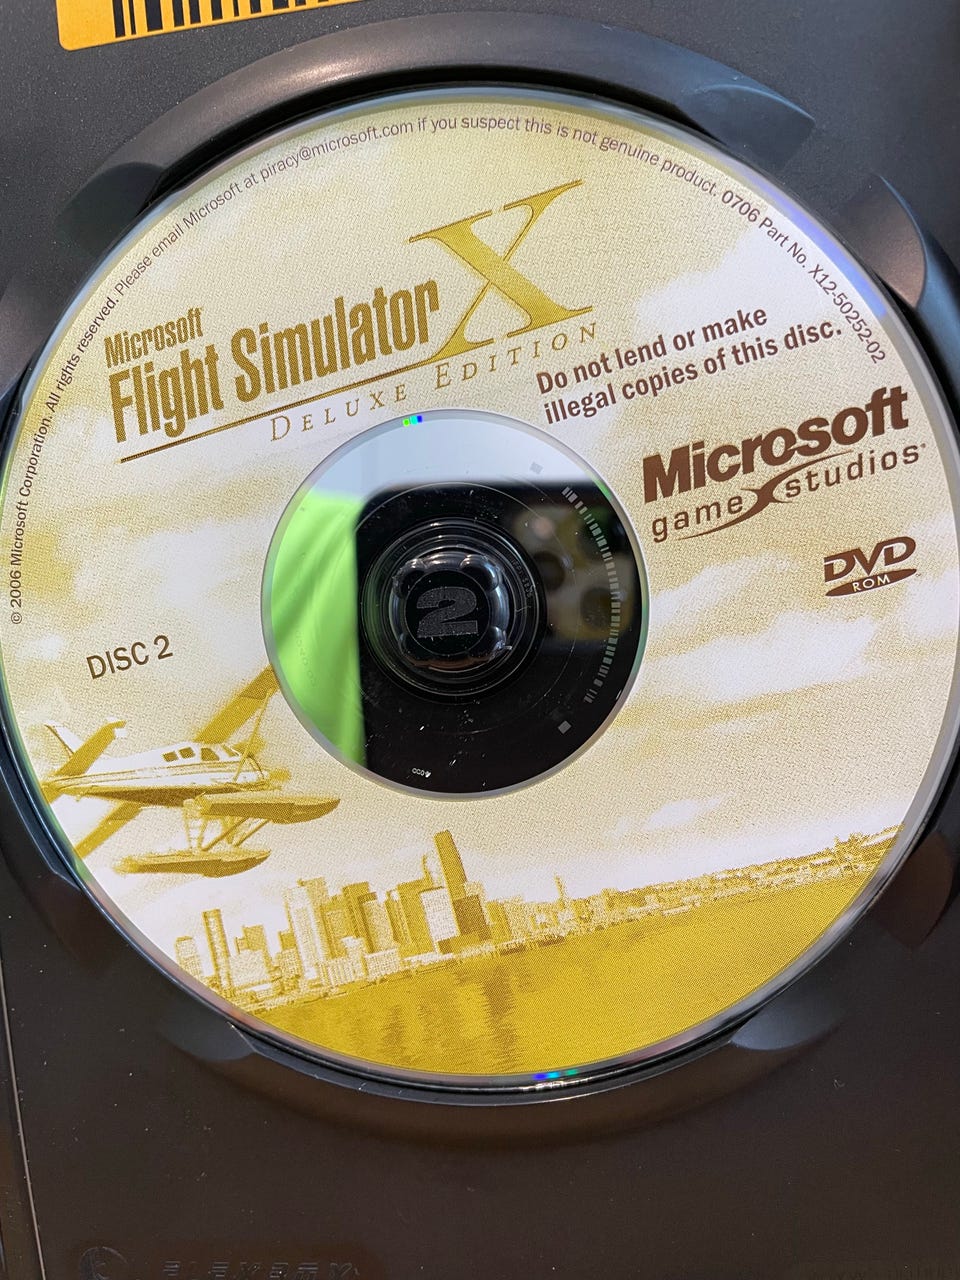 © 2006 Microsoft Corporation. All rights reserved. Please email Microsoft at piracy@microsoft.com if you suspect this is not genuine product. 0706 Part No. X12-50252-02
Microsoft
Flight Simulator X
DELUXE EDITION
Do not lend or make
illegal copies of this disc.
Microsoft
game studios
DVD
ROM
DISC 2
2